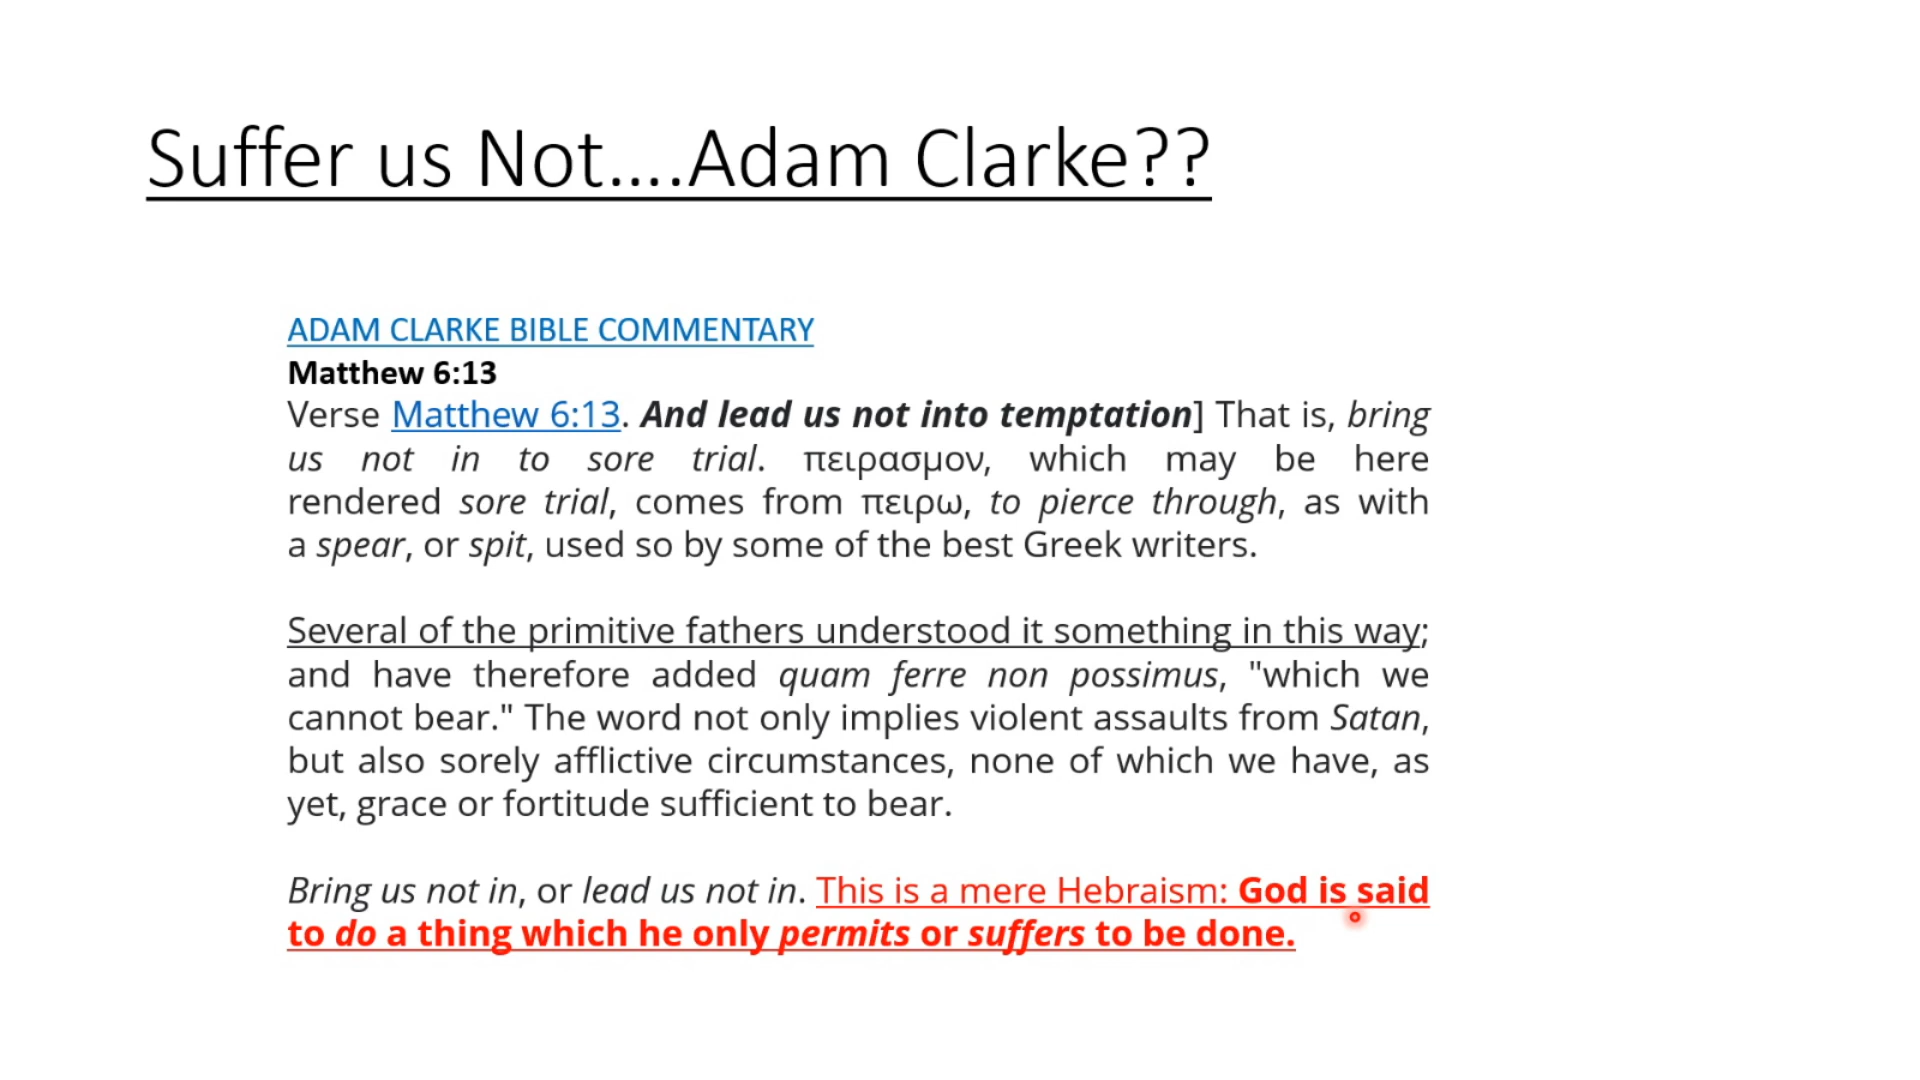 Suffer us Not....Adam Clarke??
ADAM CLARKE BIBLE COMMENTARY
Matthew 6:13
Verse Matthew 6:13. And lead us not into temptation] That is, bring
us not in to sore trial. πειρασμον, which may be here
rendered sore trial, comes from πειρω, to pierce through, as with
a spear, or spit, used so by some of the best Greek writers.
Several of the primitive fathers understood it something in this way;
and have therefore added quam ferre non possimus, "which we
cannot bear." The word not only implies violent assaults from Satan,
but also sorely afflictive circumstances, none of which we have, as
yet, grace or fortitude sufficient to bear.
Bring us not in, or lead us not in. This is a mere Hebraism: God is said
to do a thing which he only permits or suffers to be done.